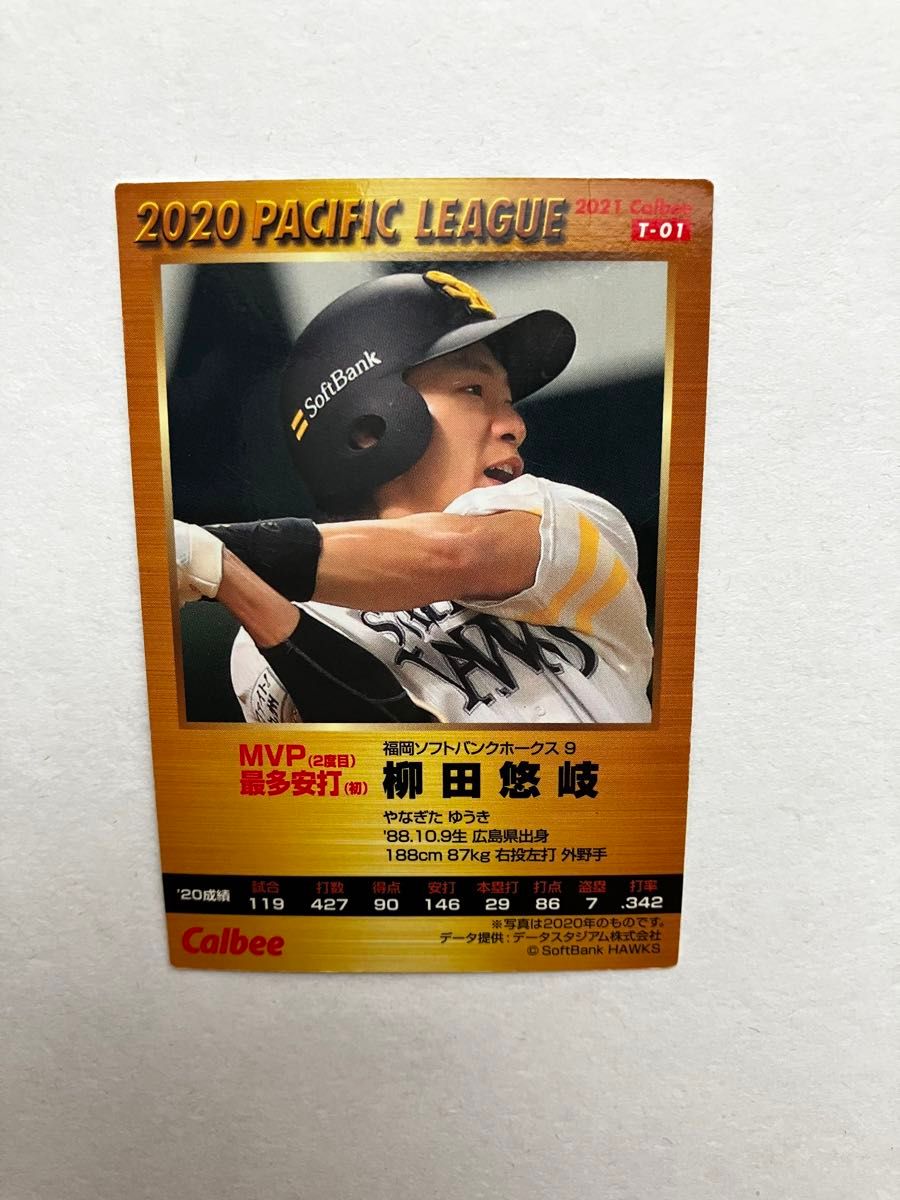 2020 PACIFIC LEAGUE
2021 Calbee
T-01
SoftBank
MVP(2度目)
最多安打(初)
福岡ソフトバンクホークス 9
柳田悠岐
やなぎた ゆうき
'88.10.9生 広島県出身
188cm 87kg 右投左打 外野手
'20成績 試合 打数 得点 安打 本塁打 打点 盗塁 打率
119 427 90 146 29 86 7 .342
Calbee
※写真は2020年のものです。
データ提供:データスタジアム株式会社
© SoftBank HAWKS